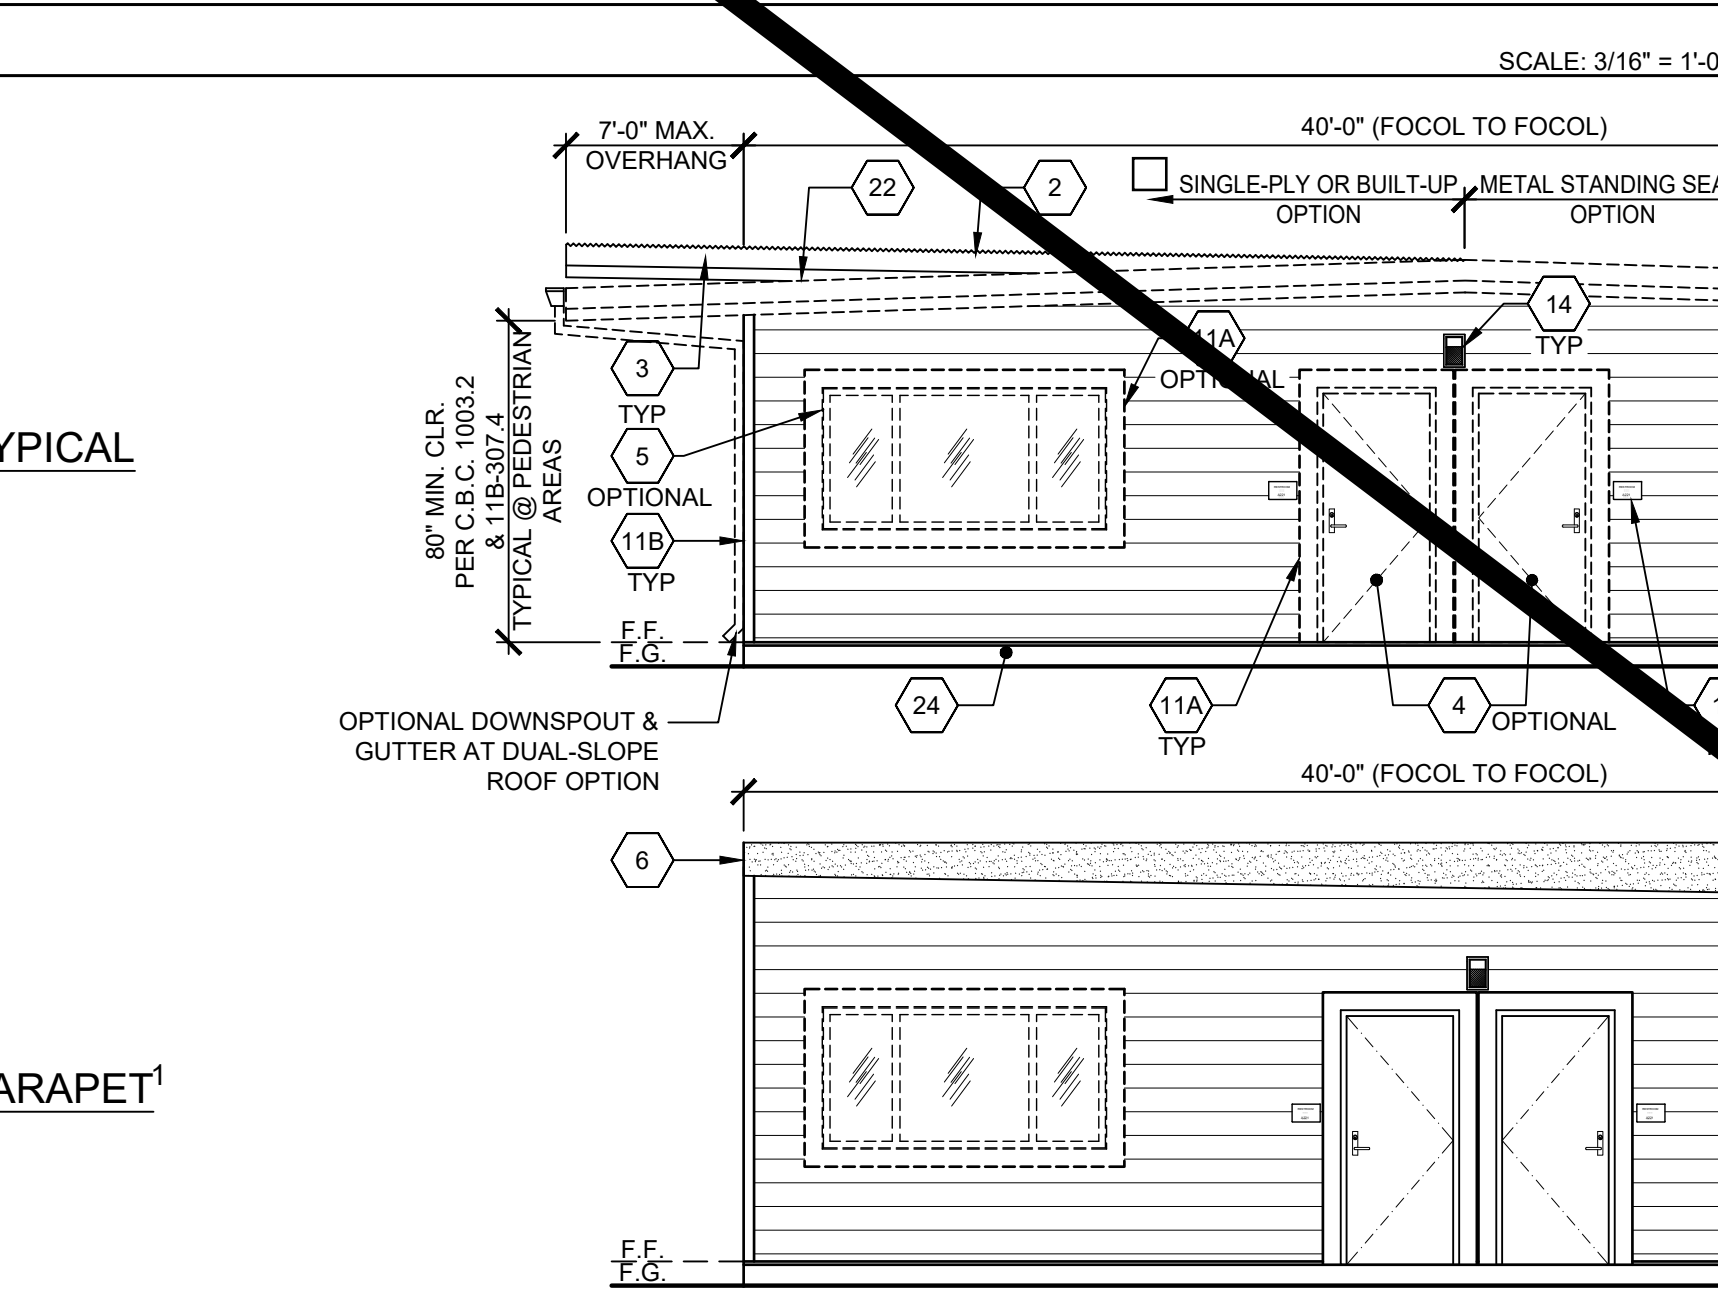 SCALE: 3/16" = 1'-0
7'-0" MAX.
OVERHANG
40'-0" (FOCOL TO FOCOL)
22
2
SINGLE-PLY OR BUILT-UP
OPTION
METAL STANDING SEA
OPTION
14
TYP
11A
OPTIONAL
3
TYP
5
OPTIONAL
11B
TYP
80" MIN. CLR.
PER C.B.C. 1003.2
& 11B-307.4
TYPICAL @ PEDESTRIAN
AREAS
YPICAL
F.F.
F.G.
24
11A
TYP
4
OPTIONAL
OPTIONAL DOWNSPOUT &
GUTTER AT DUAL-SLOPE
ROOF OPTION
40'-0" (FOCOL TO FOCOL)
6
ARAPET1
F.F.
F.G.